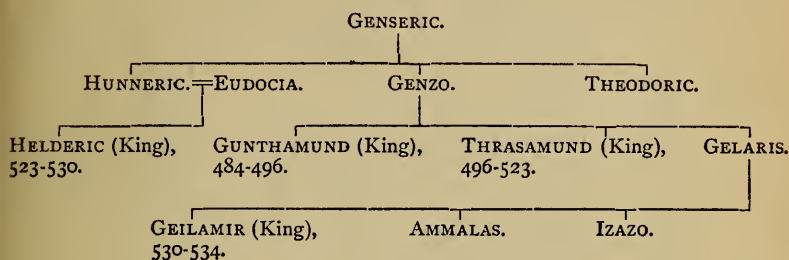 GENSERIC.
HUNNERIC.=EUDOCIA. GENZO. THEODORIC.
HELDERIC (King), GUNTHAMUND (King), THRASAMUND (King), GELARIS.
523-530. 484-496. 496-523.
GEILAMIR (King), AMMALAS. IZAZO.
530-534.